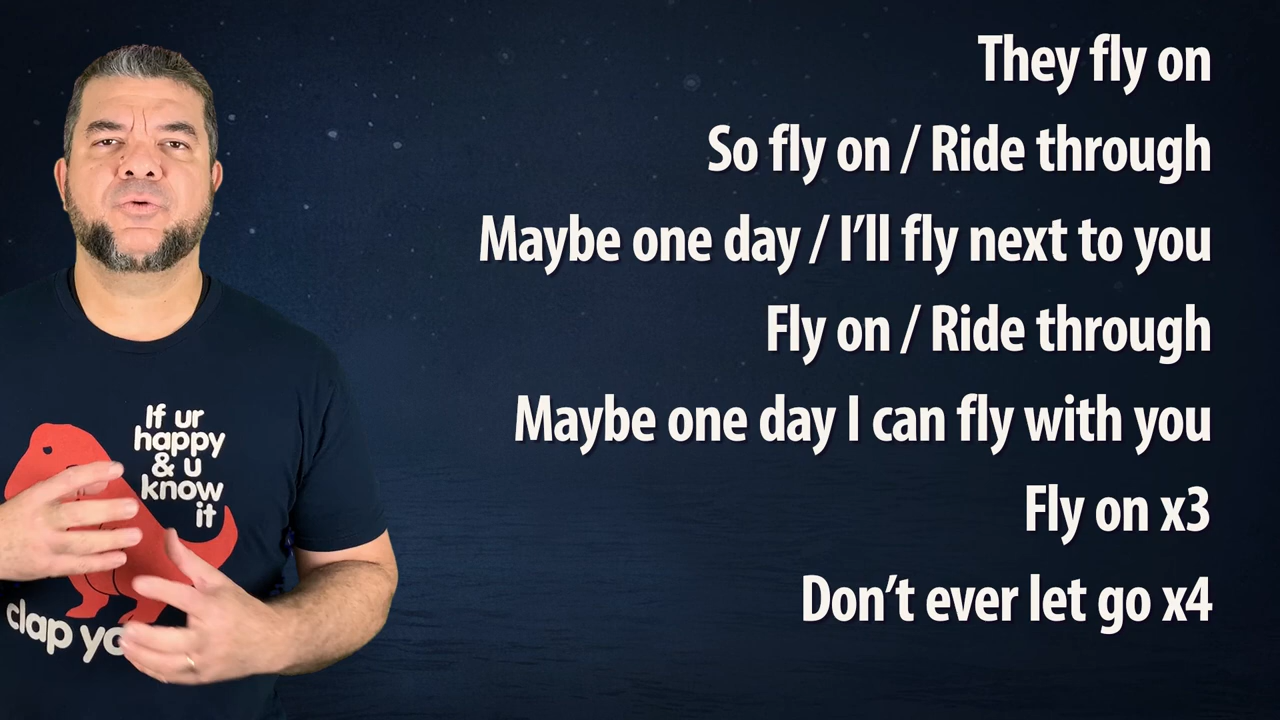 They fly on
So fly on / Ride through
Maybe one day / I’ll fly next to you
Fly on / Ride through
Maybe one day I can fly with you
Fly on x3
Don’t ever let go x4
If ur
happy
& u
know
it
clap